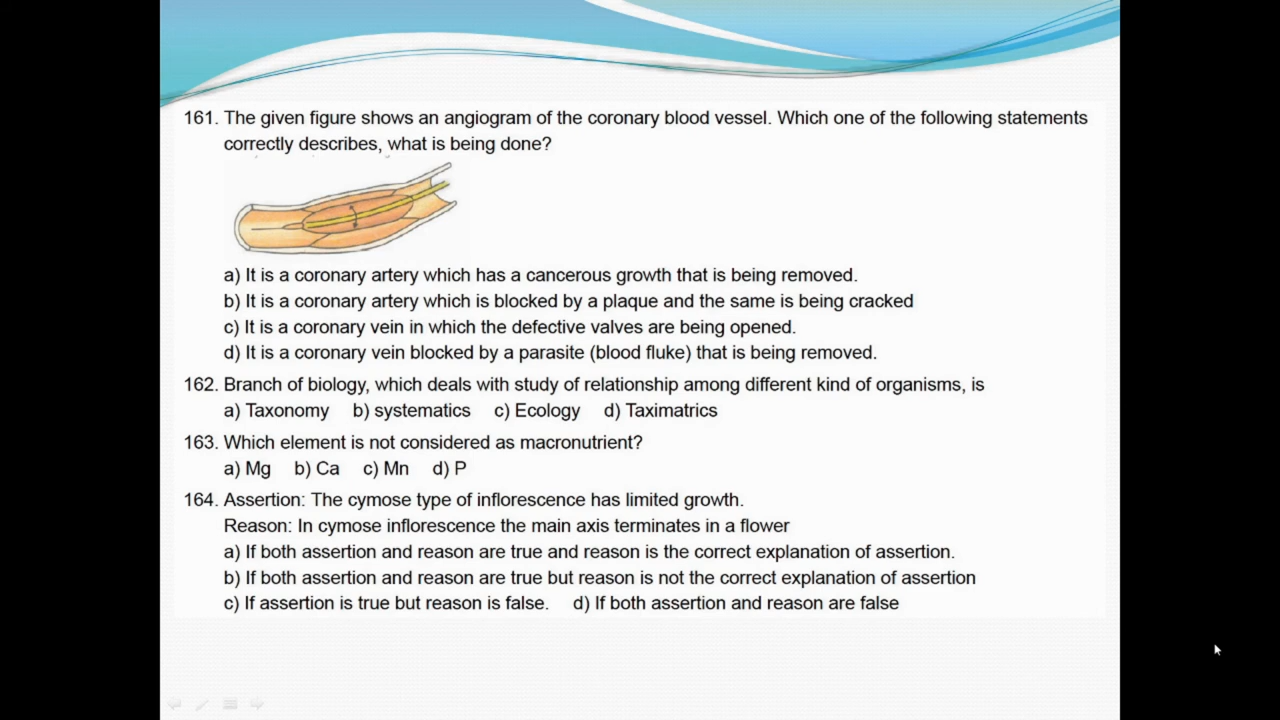 161. The given figure shows an angiogram of the coronary blood vessel. Which one of the following statements
correctly describes, what is being done?
a) It is a coronary artery which has a cancerous growth that is being removed.
b) It is a coronary artery which is blocked by a plaque and the same is being cracked
c) It is a coronary vein in which the defective valves are being opened.
d) It is a coronary vein blocked by a parasite (blood fluke) that is being removed.
162. Branch of biology, which deals with study of relationship among different kind of organisms, is
a) Taxonomy b) systematics c) Ecology d) Taximatrics
163. Which element is not considered as macronutrient?
a) Mg b) Ca c) Mn d) P
164. Assertion: The cymose type of inflorescence has limited growth.
Reason: In cymose inflorescence the main axis terminates in a flower
a) If both assertion and reason are true and reason is the correct explanation of assertion.
b) If both assertion and reason are true but reason is not the correct explanation of assertion
c) If assertion is true but reason is false. d) If both assertion and reason are false